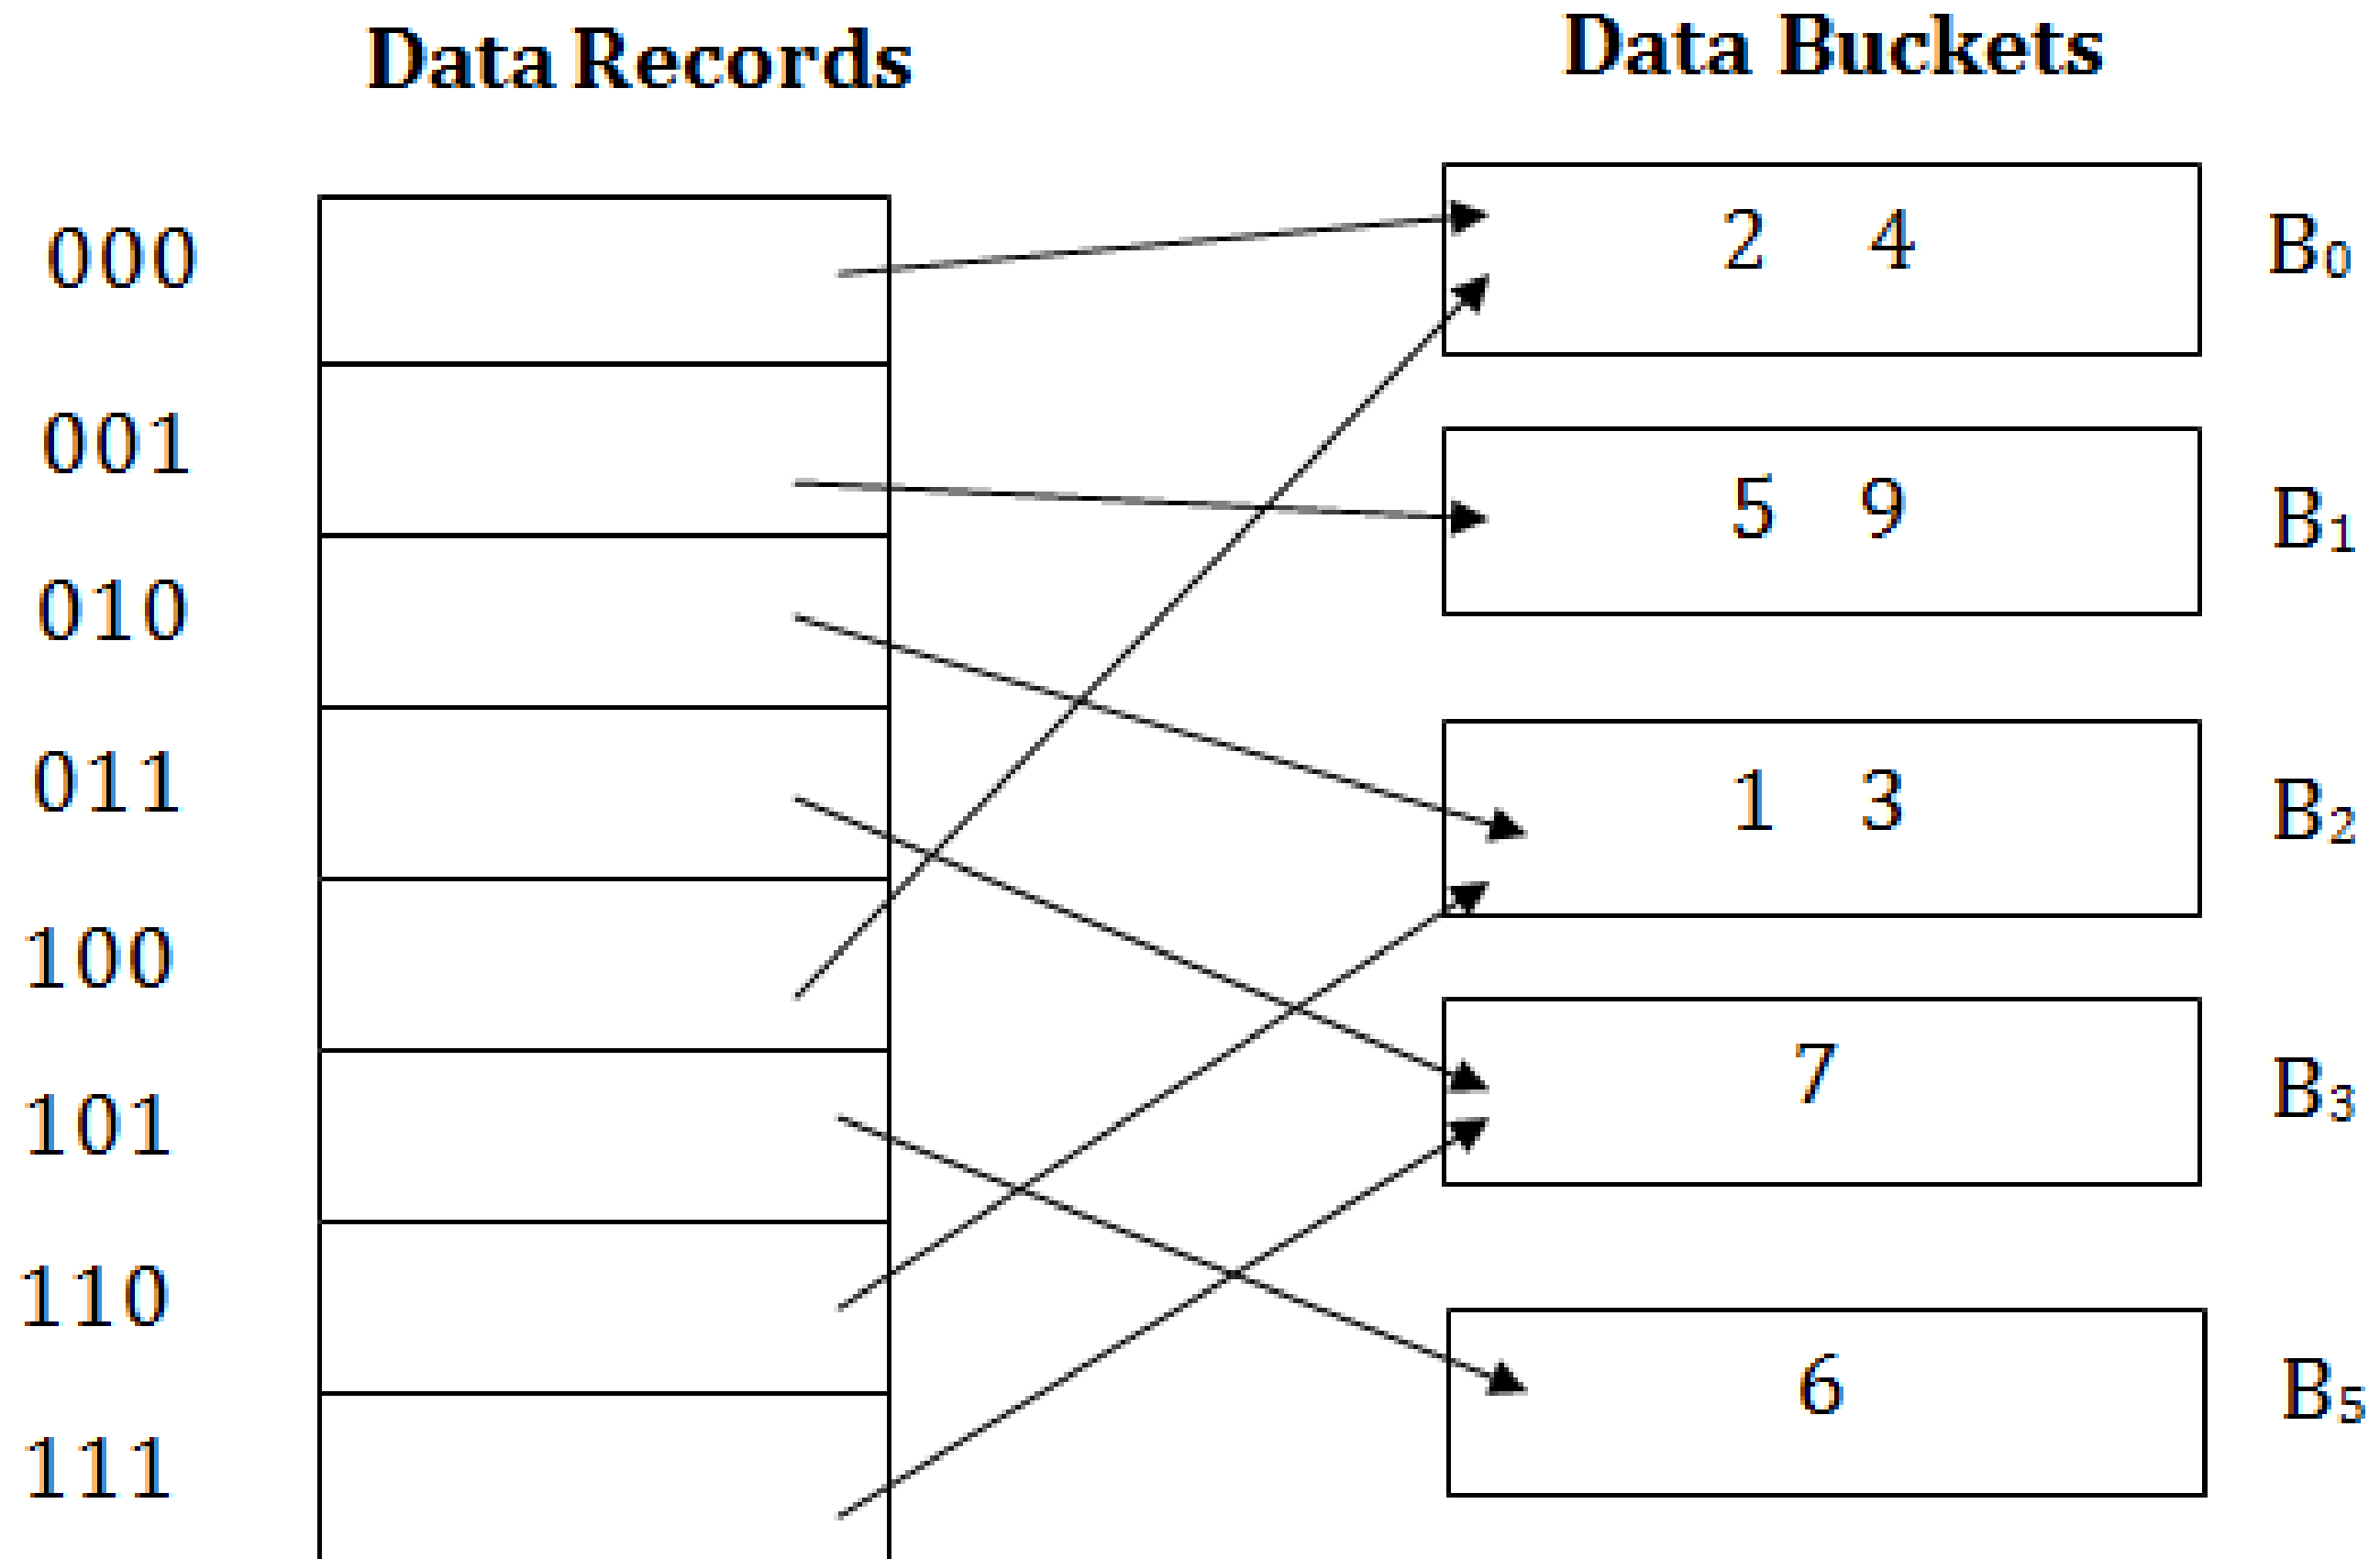 Data Records Data Buckets
000 2 4 B₀
001 5 9 B₁
010
011 1 3 B₂
100
101 7 B₃
110
111 6 B₅